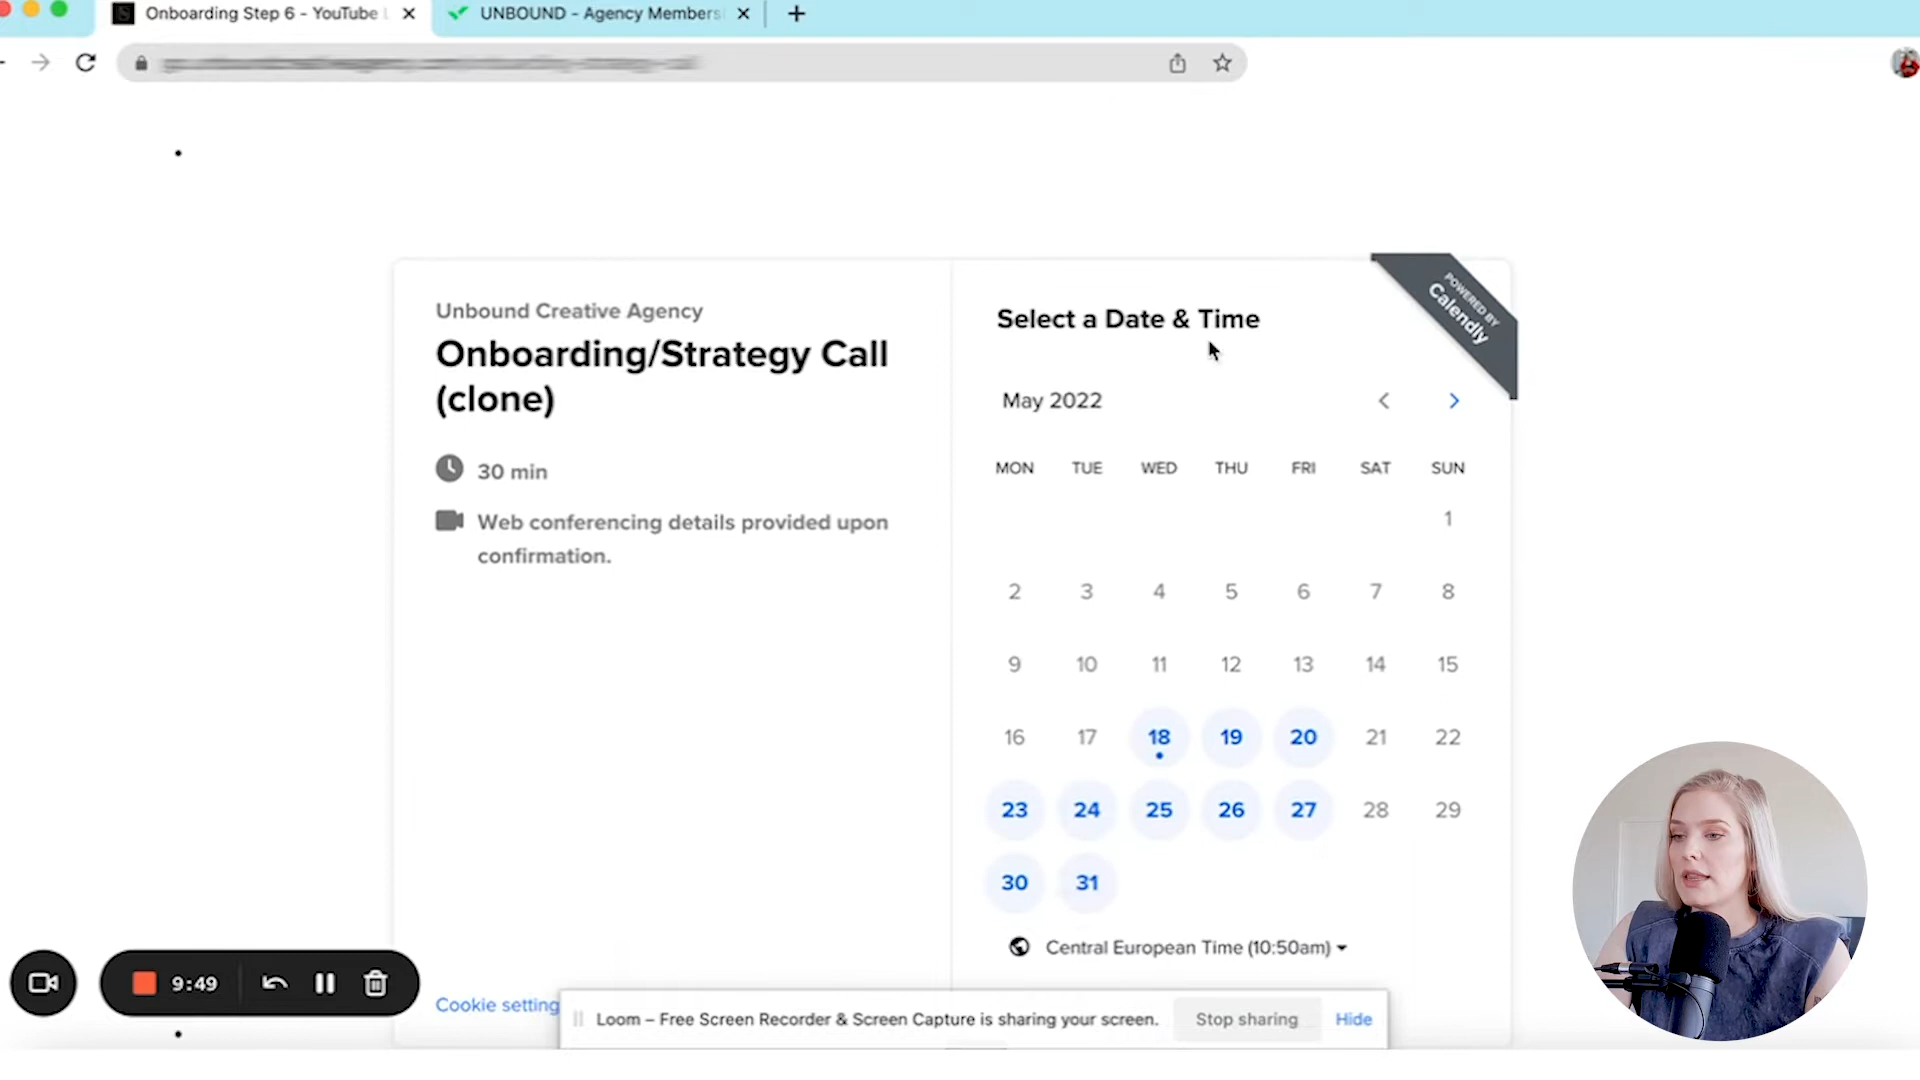 Onboarding Step 6 - YouTube
UNBOUND - Agency Members
Unbound Creative Agency
Onboarding/Strategy Call
(clone)
30 min
Web conferencing details provided upon
confirmation.
Select a Date & Time
POWERED BY
Calendly
May 2022
MON TUE WED THU FRI SAT SUN
1
2 3 4 5 6 7 8
9 10 11 12 13 14 15
16 17 18 19 20 21 22
23 24 25 26 27 28 29
30 31
Central European Time (10:50am)
9:49
Cookie setting
Loom – Free Screen Recorder & Screen Capture is sharing your screen.
Stop sharing
Hide